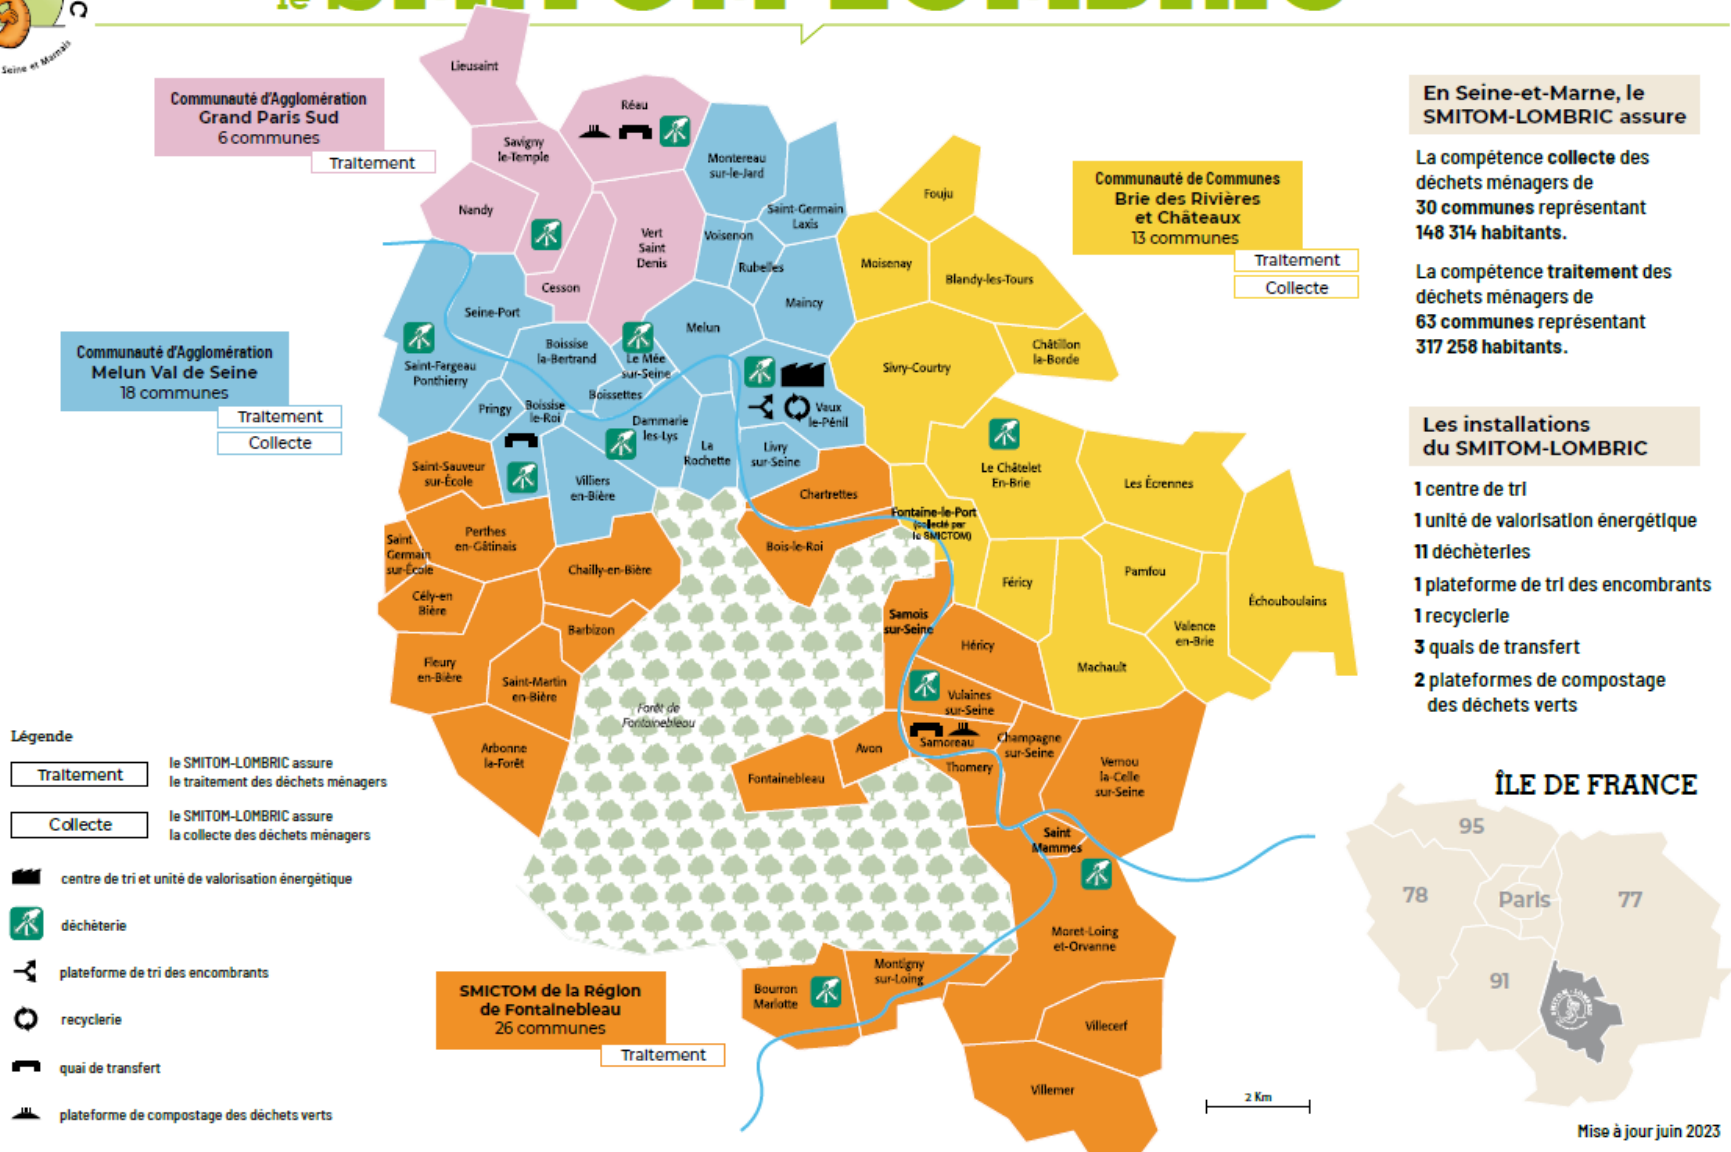 le SMITOM-LOMBRIC
Seine et Marnais
Communauté d'Agglomération
Grand Paris Sud
6 communes
Traitement
Communauté d'Agglomération
Melun Val de Seine
18 communes
Traitement
Collecte
Communauté de Communes
Brie des Rivières
et Châteaux
13 communes
Traitement
Collecte
SMICTOM de la Région
de Fontainebleau
26 communes
Traitement
Lieusaint
Réau
Savigny
le-Temple
Nandy
Vert
Saint
Denis
Cesson
Montereau
sur-le-Jard
Saint-Germain
Laxis
Voisenon
Rubelles
Maincy
Seine-Port
Melun
Boissise
la-Bertrand
Le Mée
sur-Seine
Saint-Fargeau
Ponthierry
Boissettes
Pringy
Boissise
le-Roi
Dammarie
les-Lys
La
Rochette
Vaux
le-Pénil
Livry
sur-Seine
Villiers
en-Bière
Fouju
Moisenay
Blandy-les-Tours
Châtillon
la-Borde
Sivry-Courtry
Le Châtelet
En-Brie
Les Écrennes
Fontaine-le-Port
(collecté par
le SMICTOM)
Féricy
Pamfou
Échouboulains
Valence
en-Brie
Machault
Saint-Sauveur
sur-École
Perthes
en-Gâtinais
Saint
Germain
sur-École
Cély-en
Bière
Chailly-en-Bière
Barbizon
Fleury
en-Bière
Saint-Martin
en-Bière
Arbonne
la-Forêt
Forêt de
Fontainebleau
Chartrettes
Bois-le-Roi
Samois
sur-Seine
Héricy
Vulaines
sur-Seine
Samoreau
Champagne
sur-Seine
Avon
Fontainebleau
Thomery
Vernou
la-Celle
sur-Seine
Saint
Mammes
Moret-Loing
et-Orvanne
Montigny
sur-Loing
Bourron
Marlotte
Villecerf
Villemer
2 Km
Légende
Traitement
le SMITOM-LOMBRIC assure
le traitement des déchets ménagers
Collecte
le SMITOM-LOMBRIC assure
la collecte des déchets ménagers
centre de tri et unité de valorisation énergétique
déchèterie
plateforme de tri des encombrants
recyclerie
quai de transfert
plateforme de compostage des déchets verts
En Seine-et-Marne, le
SMITOM-LOMBRIC assure
La compétence collecte des
déchets ménagers de
30 communes représentant
148 314 habitants.
La compétence traitement des
déchets ménagers de
63 communes représentant
317 258 habitants.
Les installations
du SMITOM-LOMBRIC
1 centre de tri
1 unité de valorisation énergétique
11 déchèteries
1 plateforme de tri des encombrants
1 recyclerie
3 quais de transfert
2 plateformes de compostage
des déchets verts
ÎLE DE FRANCE
95
78
Paris
77
91
Mise à jour juin 2023